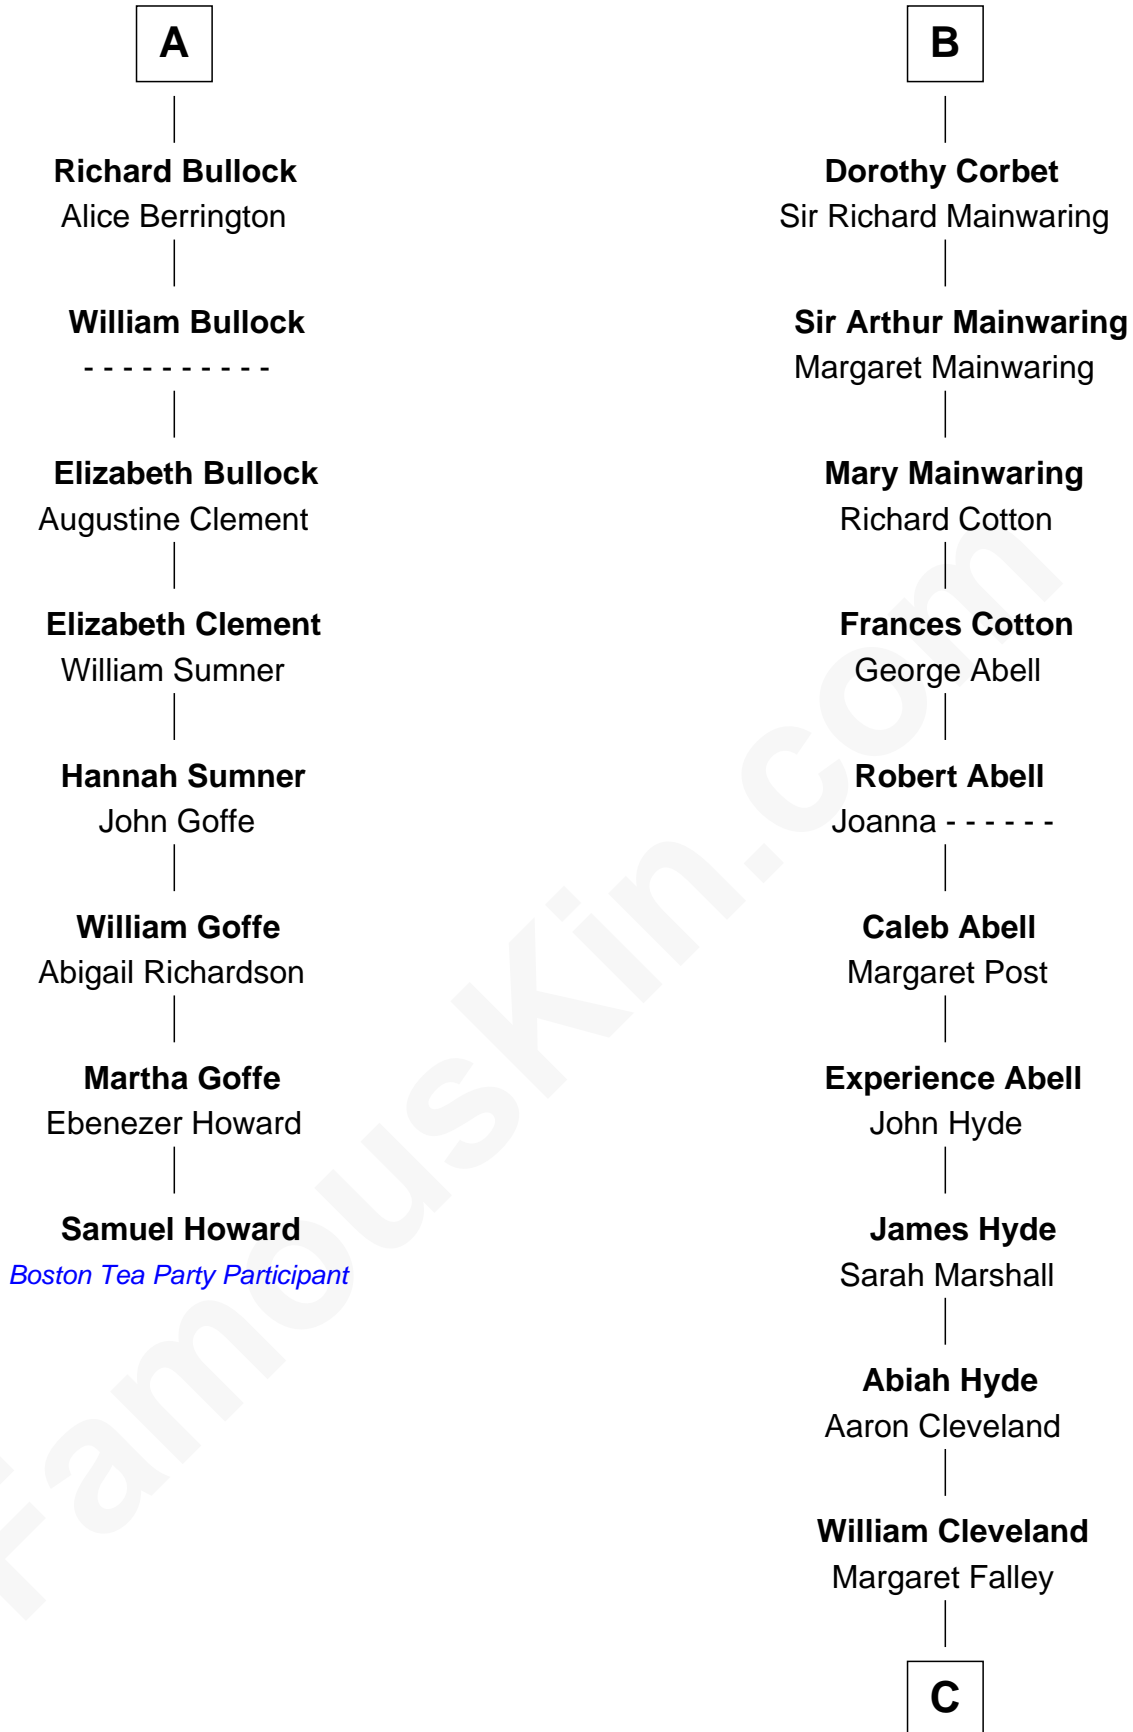 A
Richard Bullock
Alice Berrington
William Bullock
- - - - - - - - - -
Elizabeth Bullock
Augustine Clement
Elizabeth Clement
William Sumner
Hannah Sumner
John Goffe
William Goffe
Abigail Richardson
Martha Goffe
Ebenezer Howard
Samuel Howard
Boston Tea Party Participant
B
Dorothy Corbet
Sir Richard Mainwaring
Sir Arthur Mainwaring
Margaret Mainwaring
Mary Mainwaring
Richard Cotton
Frances Cotton
George Abell
Robert Abell
Joanna - - - - - -
Caleb Abell
Margaret Post
Experience Abell
John Hyde
James Hyde
Sarah Marshall
Abiah Hyde
Aaron Cleveland
William Cleveland
Margaret Falley
C
FamousKin.com